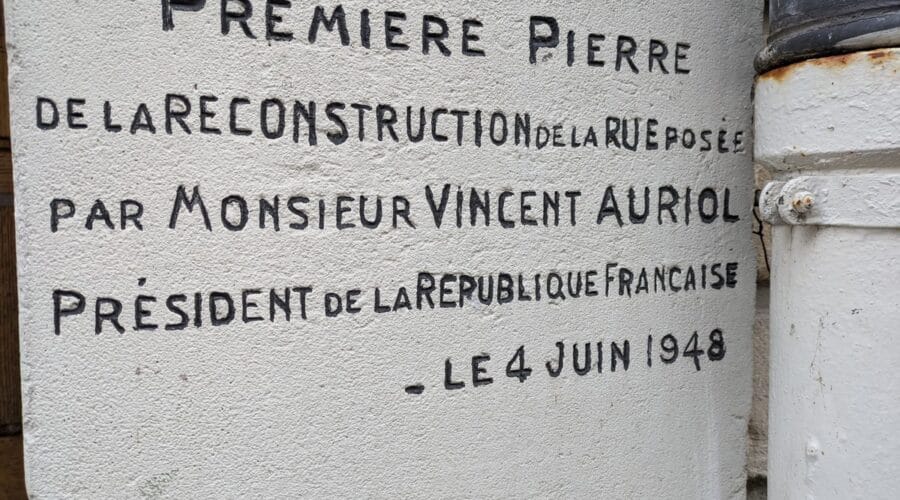 PREMIERE PIERRE
DE LA RECONSTRUCTION DE LA RUE POSÉE
PAR MONSIEUR VINCENT AURIOL
PRÉSIDENT DE LA REPUBLIQUE FRANCAISE
- LE 4 JUIN 1948